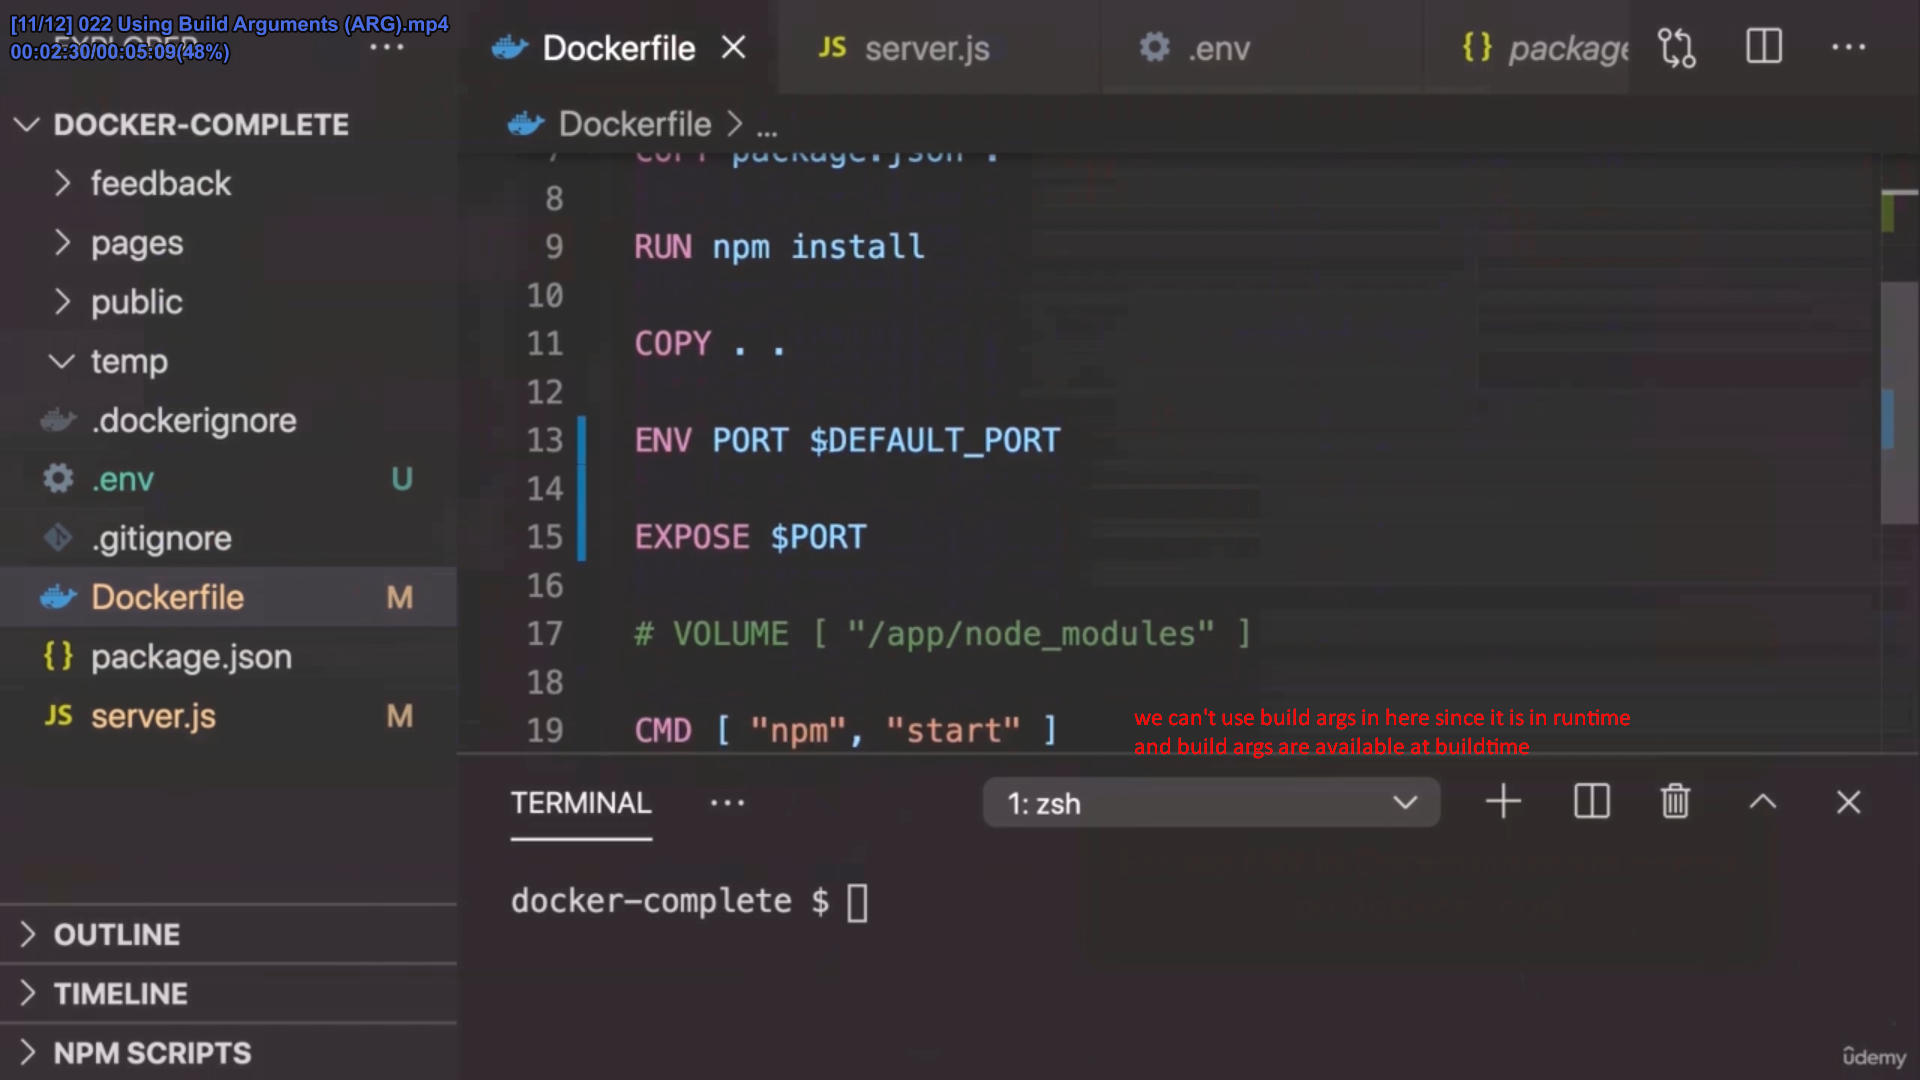 [11/12] 022 Using Build Arguments (ARG).mp4
00:02:30/00:05:09(48%)
EXPLORER
DOCKER-COMPLETE
feedback
pages
public
temp
.dockerignore
.env U
.gitignore
Dockerfile M
package.json
server.js M
OUTLINE
TIMELINE
NPM SCRIPTS
Dockerfile
JS server.js
.env
{} package
Dockerfile > ...
7 COPY package.json .
8
9 RUN npm install
10
11 COPY . .
12
13 ENV PORT $DEFAULT_PORT
14
15 EXPOSE $PORT
16
17 # VOLUME [ "/app/node_modules" ]
18
19 CMD [ "npm", "start" ]
we can't use build args in here since it is in runtime
and build args are available at buildtime
TERMINAL
1: zsh
docker-complete $
ûdemy